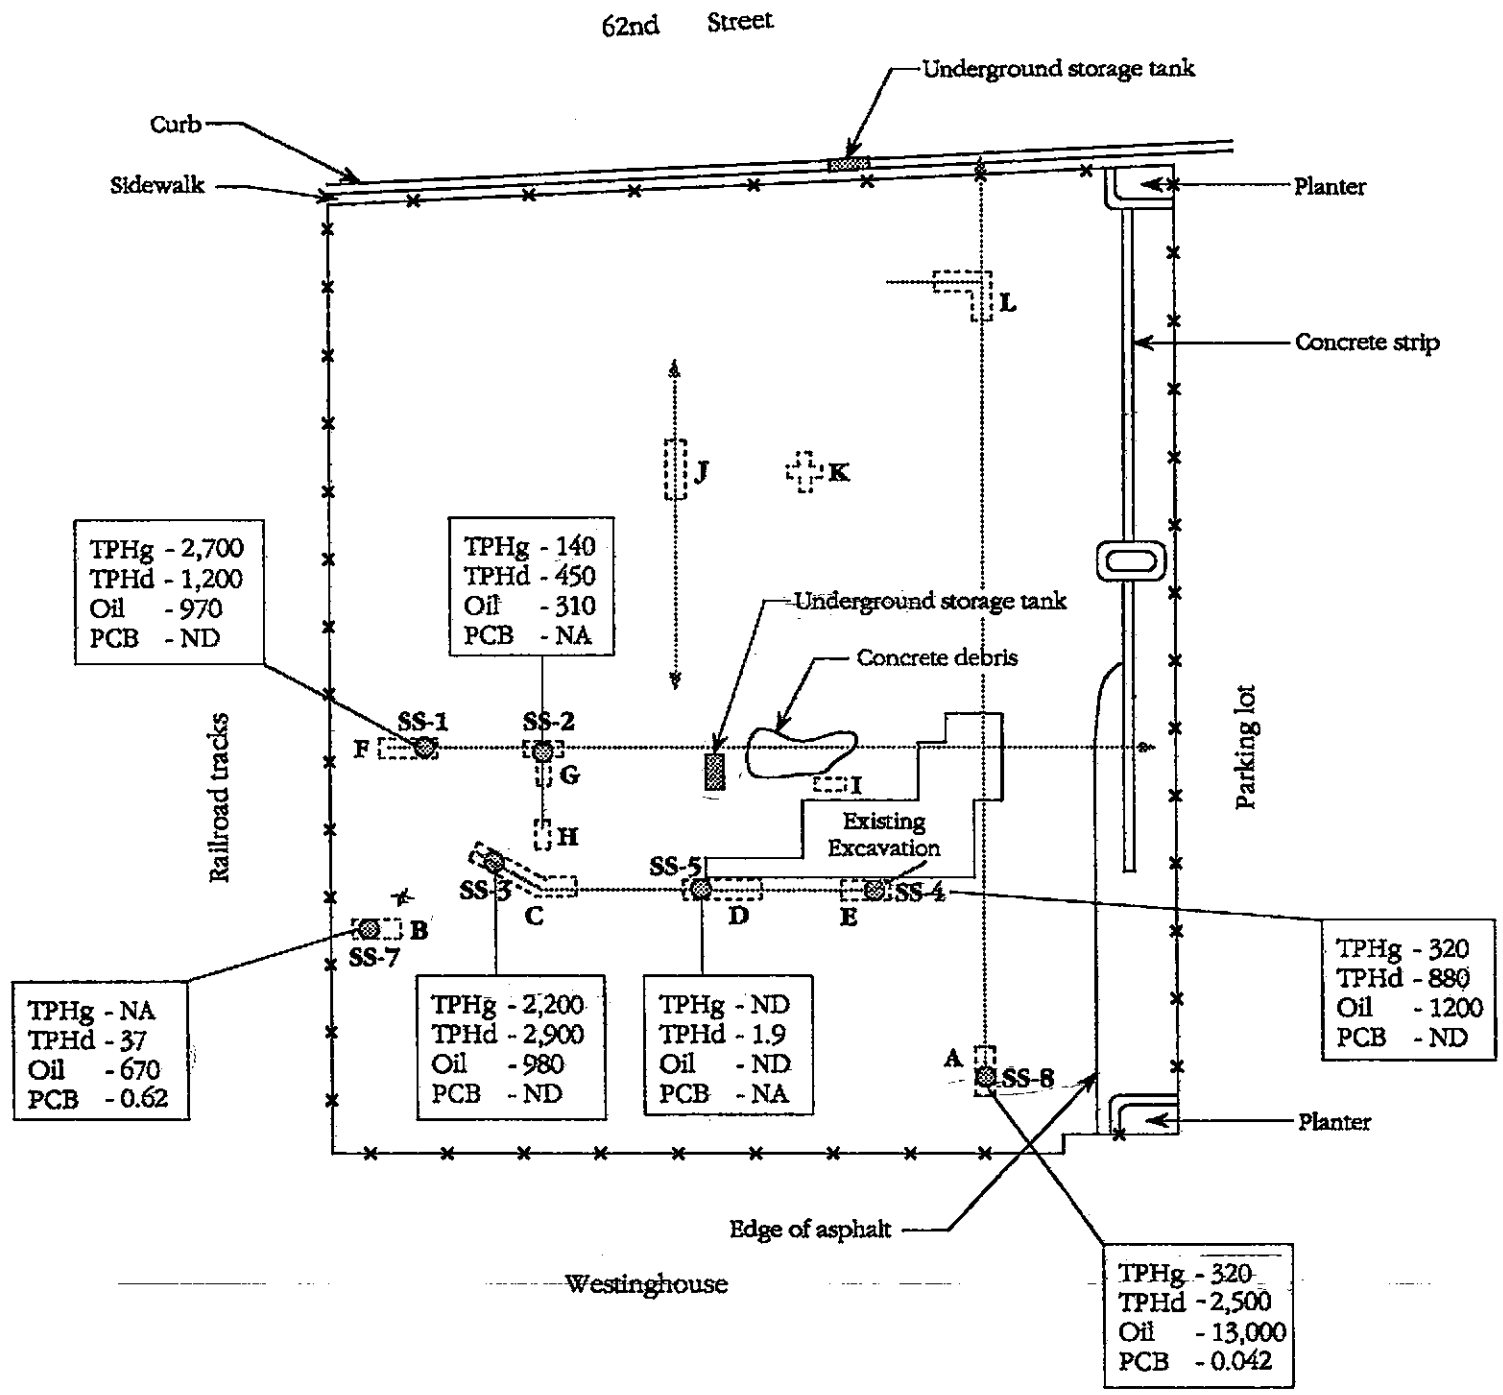 62nd Street
Underground storage tank
Curb
Sidewalk
Planter
L
Concrete strip
J
K
TPHg - 2,700
TPHd - 1,200
Oil - 970
PCB - ND
TPHg - 140
TPHd - 450
Oil - 310
PCB - NA
Underground storage tank
Concrete debris
Railroad tracks
Parking lot
SS-1
SS-2
F
G
I
H
Existing
Excavation
SS-5
SS-3
SS-4
C
D
E
B
SS-7
TPHg - NA
TPHd - 37
Oil - 670
PCB - 0.62
TPHg - 2,200
TPHd - 2,900
Oil - 980
PCB - ND
TPHg - ND
TPHd - 1.9
Oil - ND
PCB - NA
TPHg - 320
TPHd - 880
Oil - 1200
PCB - ND
A
SS-8
Planter
Edge of asphalt
Westinghouse
TPHg - 320
TPHd - 2,500
Oil - 13,000
PCB - 0.042